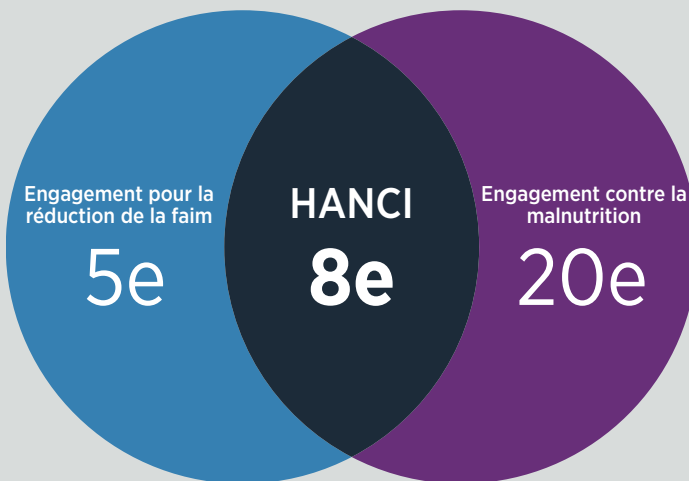 Engagement pour la
réduction de la faim
5e
HANCI
8e
Engagement contre la
malnutrition
20e